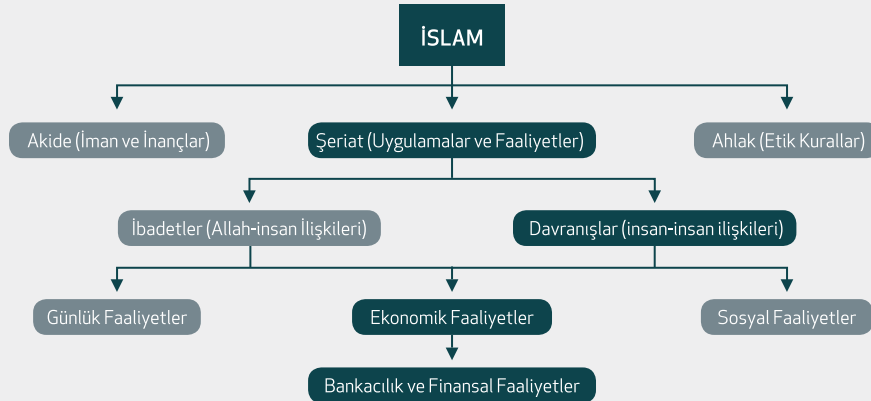 İSLAM
Akide (İman ve İnançlar)
Şeriat (Uygulamalar ve Faaliyetler)
Ahlak (Etik Kurallar)
İbadetler (Allah-insan İlişkileri)
Davranışlar (insan-insan ilişkileri)
Günlük Faaliyetler
Ekonomik Faaliyetler
Sosyal Faaliyetler
Bankacılık ve Finansal Faaliyetler